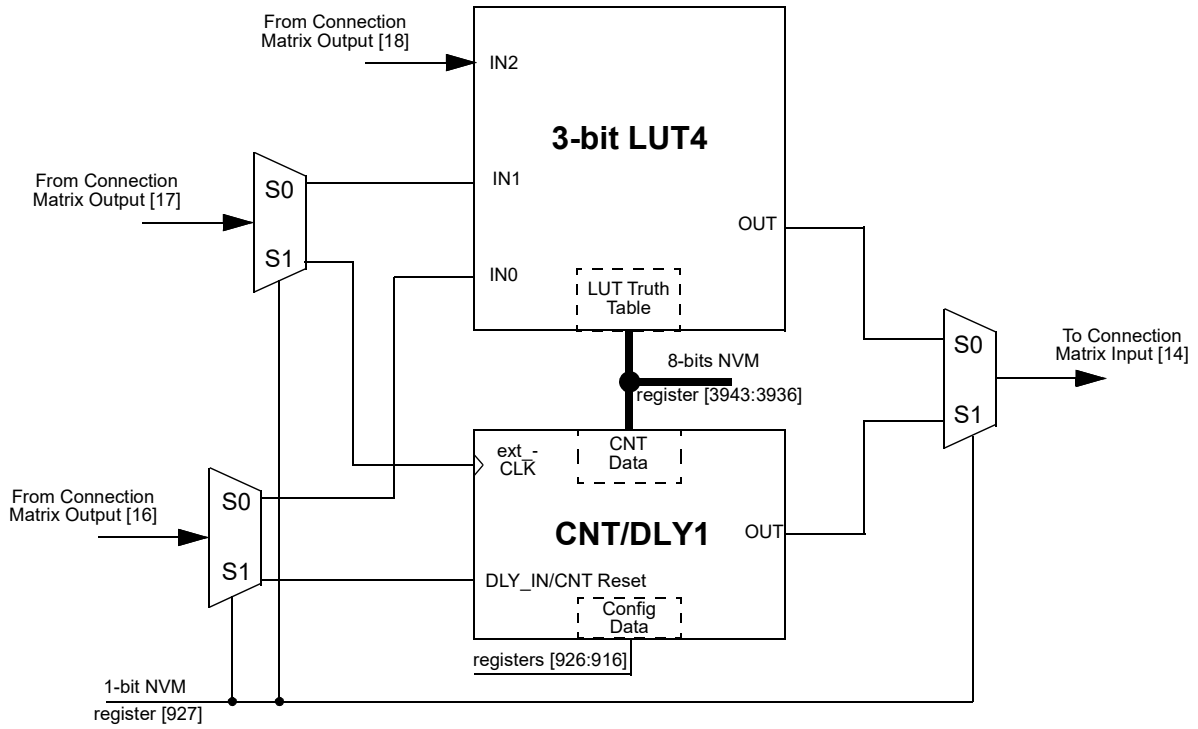 From Connection
Matrix Output [18]
IN2
3-bit LUT4
From Connection
Matrix Output [17]
S0
IN1
S1
OUT
IN0
LUT Truth
Table
S0
To Connection
Matrix Input [14]
8-bits NVM
register [3943:3936]
S1
ext_-
CLK
CNT
Data
From Connection
Matrix Output [16]
S0
CNT/DLY1
OUT
S1
DLY_IN/CNT Reset
Config
Data
registers [926:916]
1-bit NVM
register [927]